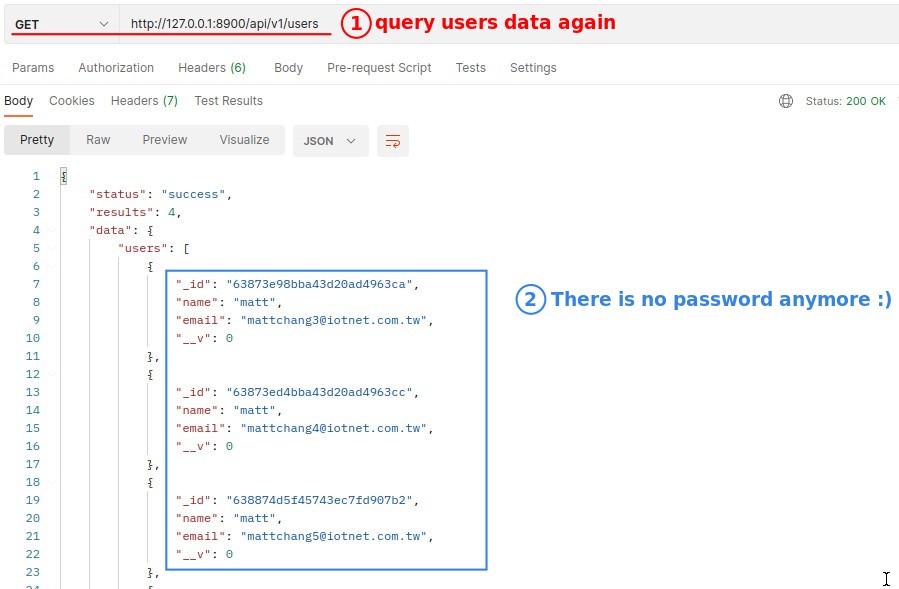 GET http://127.0.0.1:8900/api/v1/users 1 query users data again
Params Authorization Headers (6) Body Pre-request Script Tests Settings
Body Cookies Headers (7) Test Results Status: 200 OK
Pretty Raw Preview Visualize JSON
1 {
2 "status": "success",
3 "results": 4,
4 "data": {
5 "users": [
6 {
7 "_id": "63873e98bba43d20ad4963ca",
8 "name": "matt",
9 "email": "mattchang3@iotnet.com.tw",
10 "__v": 0
11 },
12 {
13 "_id": "63873ed4bba43d20ad4963cc",
14 "name": "matt",
15 "email": "mattchang4@iotnet.com.tw",
16 "__v": 0
17 },
18 {
19 "_id": "638874d5f45743ec7fd907b2",
20 "name": "matt",
21 "email": "mattchang5@iotnet.com.tw",
22 "__v": 0
23 },
2 There is no password anymore :)